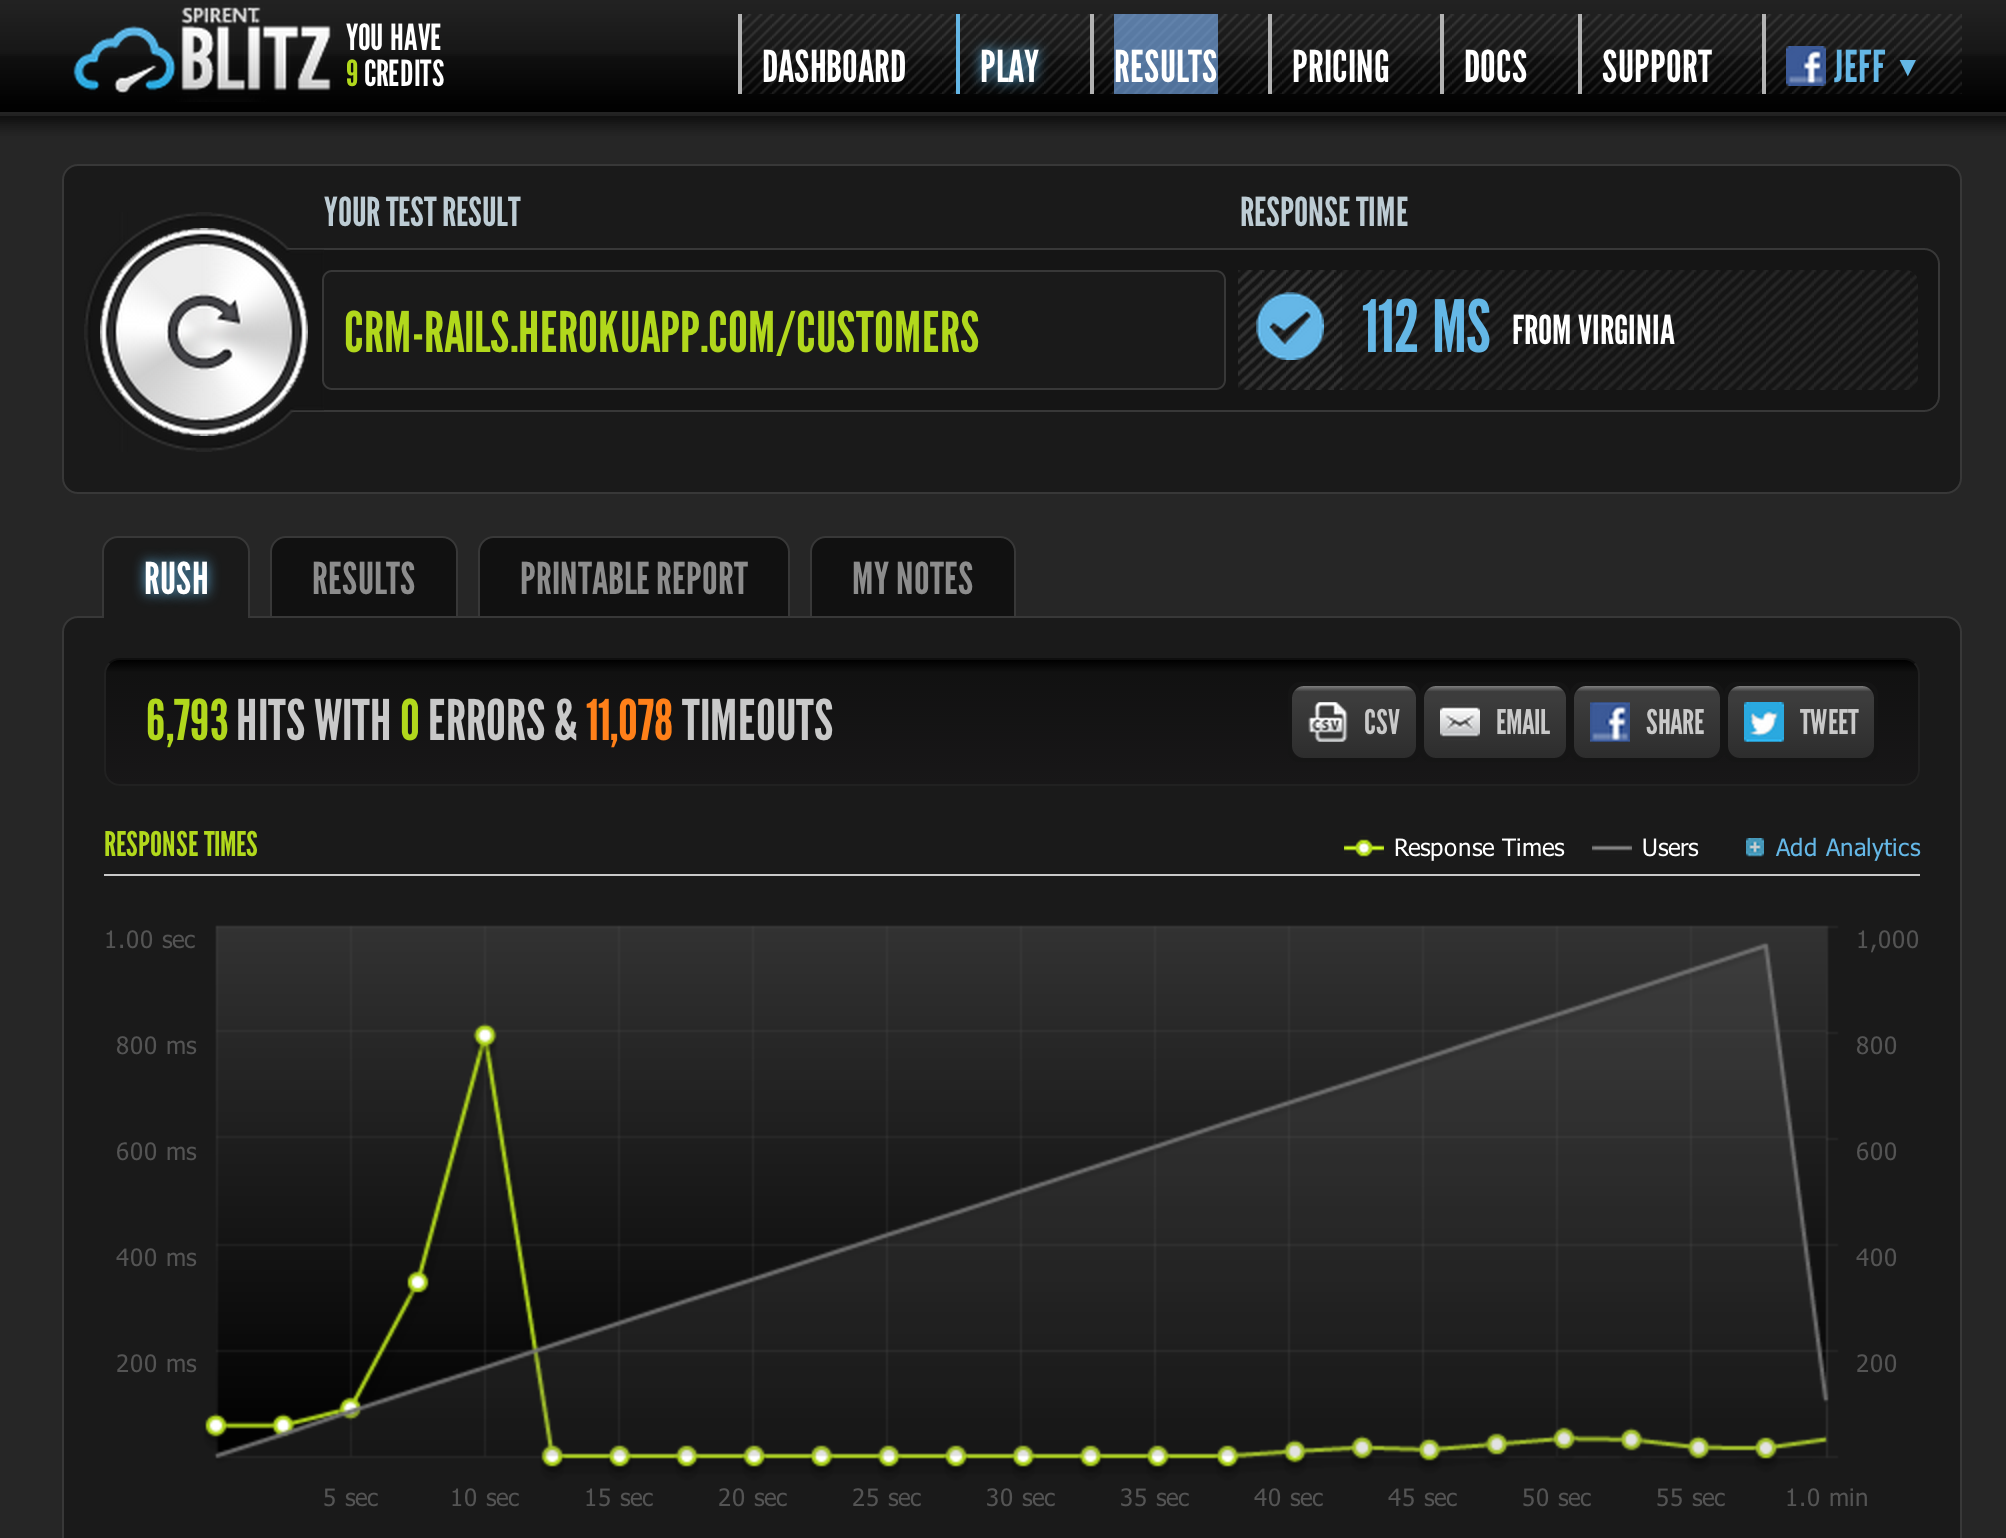 SPIRENT
BLITZ
YOU HAVE
9 CREDITS
DASHBOARD
PLAY
RESULTS
PRICING
DOCS
SUPPORT
JEFF
YOUR TEST RESULT
RESPONSE TIME
CRM-RAILS.HEROKUAPP.COM/CUSTOMERS
112 MS FROM VIRGINIA
RUSH
RESULTS
PRINTABLE REPORT
MY NOTES
6,793 HITS WITH 0 ERRORS & 11,078 TIMEOUTS
CSV
CSV
EMAIL
SHARE
TWEET
RESPONSE TIMES
Response Times
Users
Add Analytics
1.00 sec
1,000
800 ms
800
600 ms
600
400 ms
400
200 ms
200
5 sec
10 sec
15 sec
20 sec
25 sec
30 sec
35 sec
40 sec
45 sec
50 sec
55 sec
1.0 min